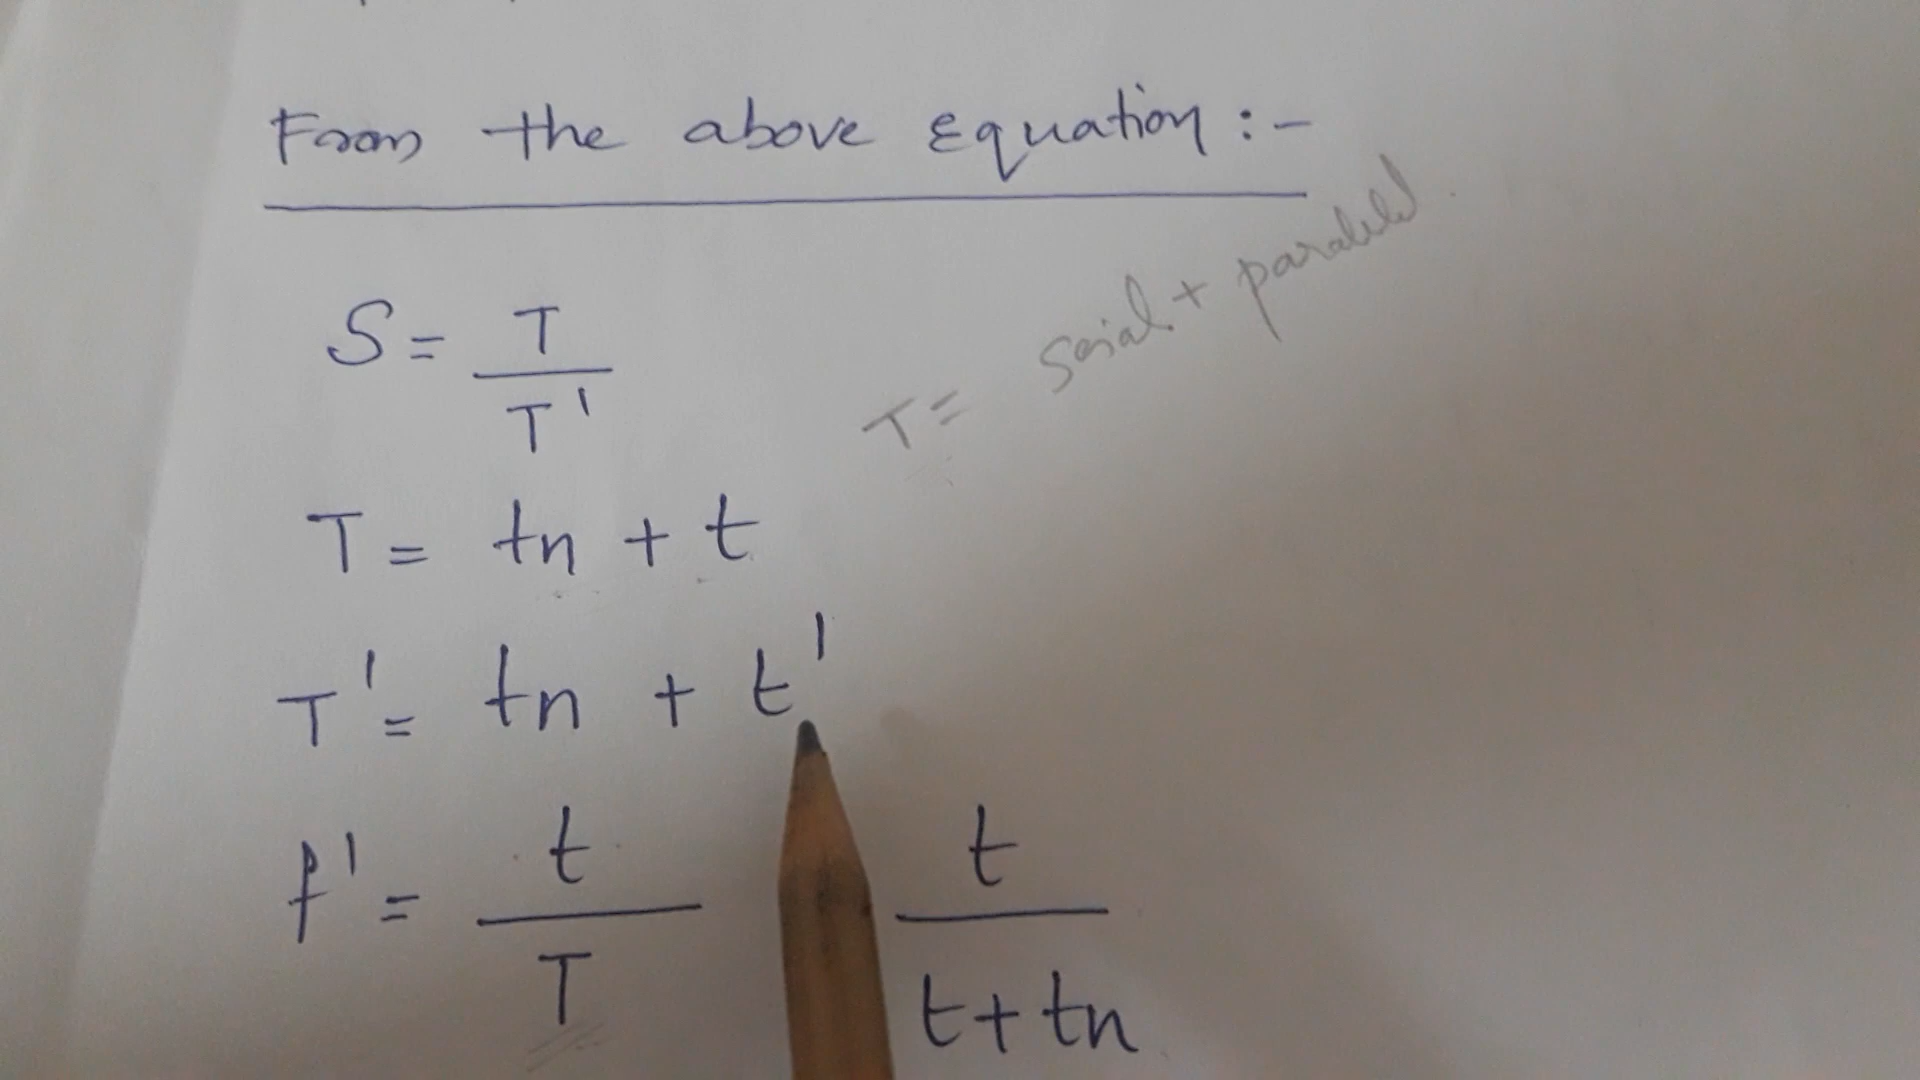 From the above Equation :-
S = T / T'
T = serial + parallel
T = tn + t
T' = tn + t'
f' = t / T t / t + tn